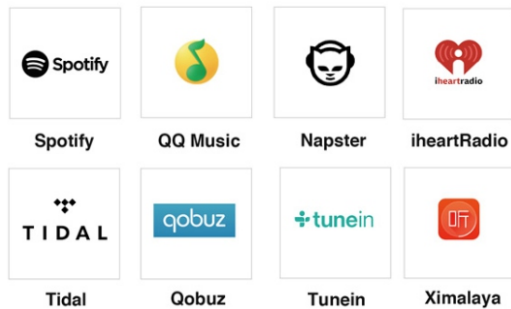 Spotify
Spotify
QQ Music
Napster
iheartradio
iheartRadio
TIDAL
Tidal
qobuz
Qobuz
tunein
Tunein
听
Ximalaya